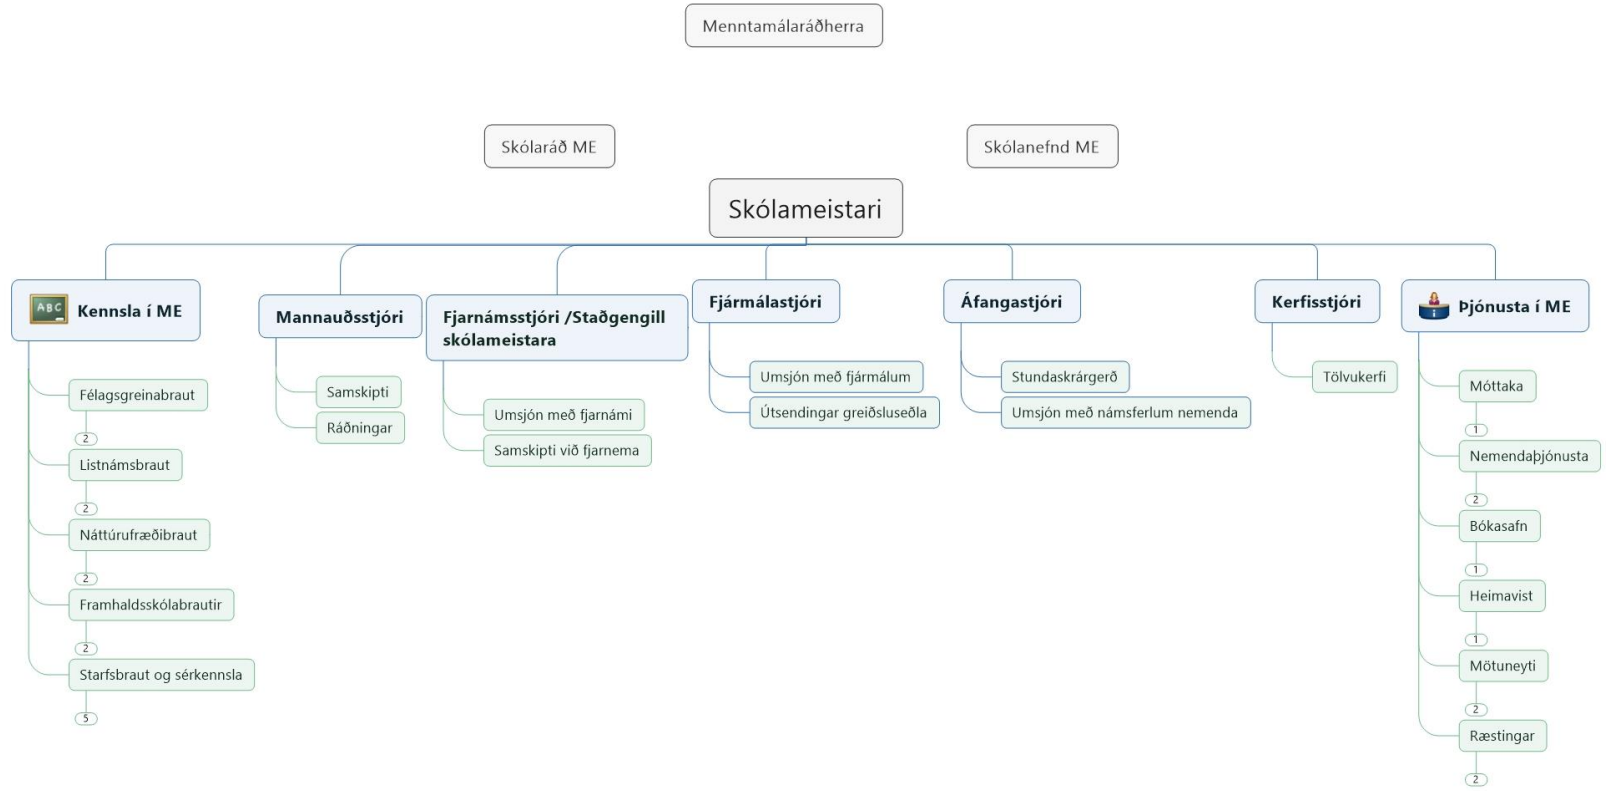 Menntamálaráðherra
Skólaráð ME
Skólanefnd ME
Skólameistari
ABC
Kennsla í ME
Félagsgreinabraut
2
Listnámsbraut
2
Náttúrufræðibraut
2
Framhaldsskólabrautir
2
Starfsbraut og sérkennsla
5
Mannauðsstjóri
Samskipti
Ráðningar
Fjarnámsstjóri /Staðgengill
skólameistara
Umsjón með fjarnámi
Samskipti við fjarnema
Fjármálastjóri
Umsjón með fjármálum
Útsendingar greiðsluseðla
Áfangastjóri
Stundaskrárgerð
Umsjón með námsferlum nemenda
Kerfisstjóri
Tölvukerfi
i
Þjónusta í ME
Móttaka
1
Nemendaþjónusta
2
Bókasafn
1
Heimavist
1
Mötuneyti
2
Ræstingar
2